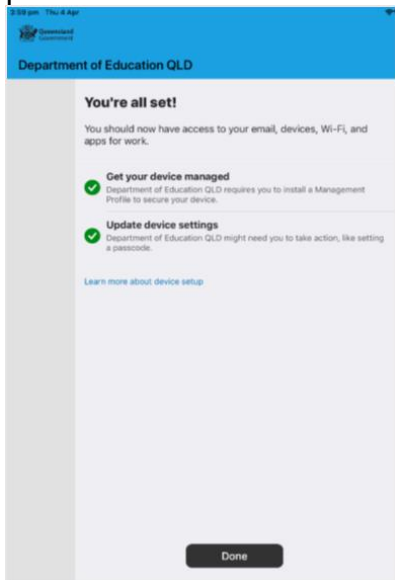 2:59 pm Thu 4 Apr
Queensland
Government
Department of Education QLD
You're all set!
You should now have access to your email, devices, Wi-Fi, and
apps for work.
Get your device managed
Department of Education QLD requires you to install a Management
Profile to secure your device.
Update device settings
Department of Education QLD might need you to take action, like setting
a passcode.
Learn more about device setup
Done